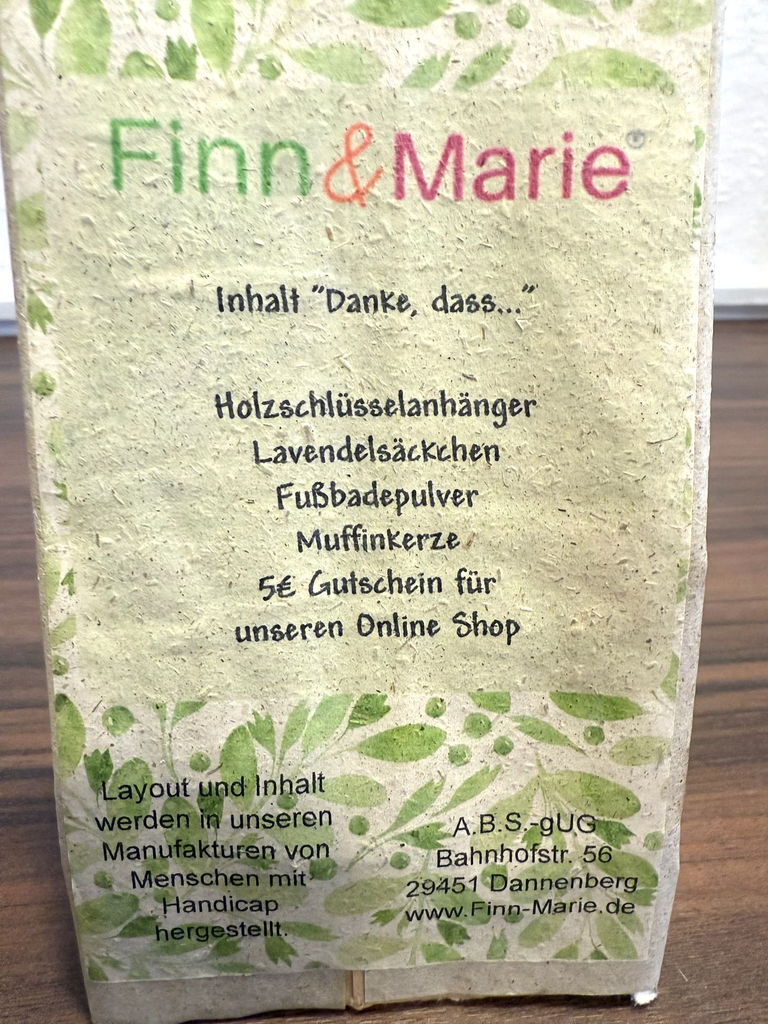 Finn&Marie®
Inhalt "Danke, dass..."
Holzschlüsselanhänger
Lavendelsäckchen
Fußbadepulver
Muffinkerze
5€ Gutschein für
unseren Online Shop
Layout und Inhalt
werden in unseren
Manufakturen von
Menschen mit
Handicap
hergestellt.
A.B.S.-gUG
Bahnhofstr. 56
29451 Dannenberg
www.Finn-Marie.de